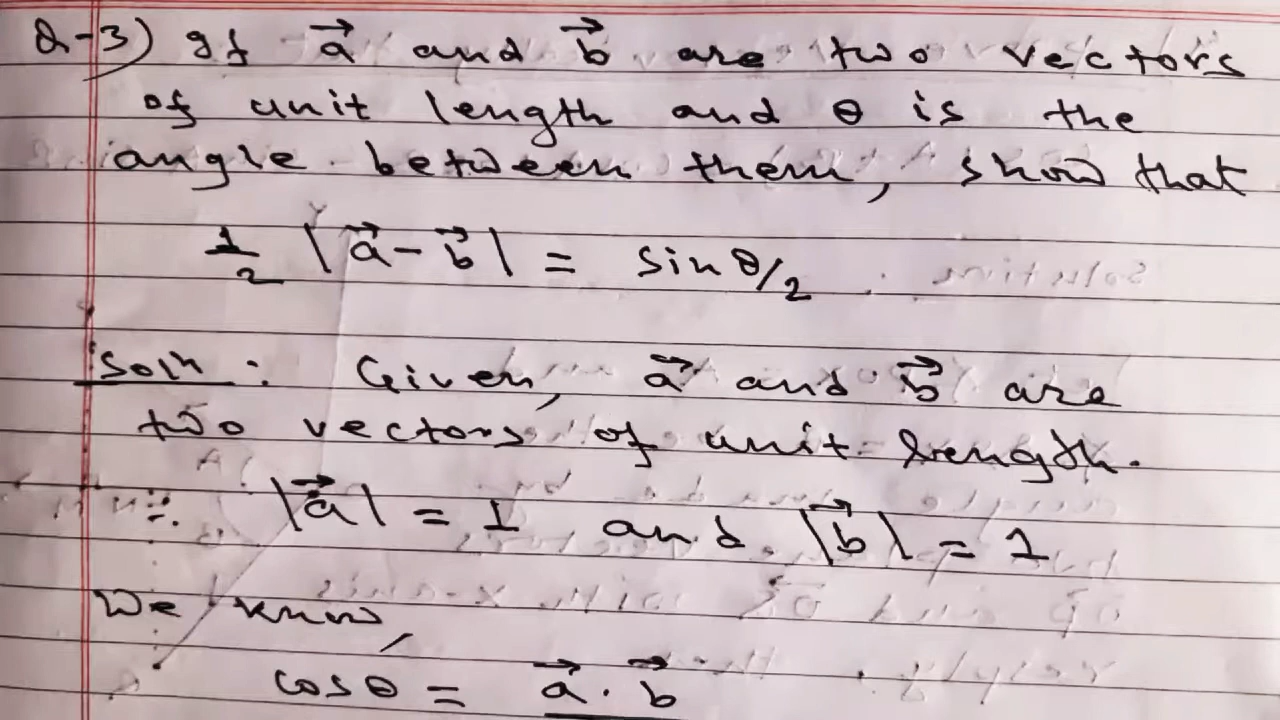 Q-3) If a⃗ and b⃗ are two vectors
of unit length and θ is the
angle between them, show that
1/2 |a⃗ - b⃗| = sin θ/2
Soln : Given, a⃗ and b⃗ are
two vectors of unit length.
∴ |a⃗| = 1 and |b⃗| = 1
We know,
cosθ = a⃗ . b⃗